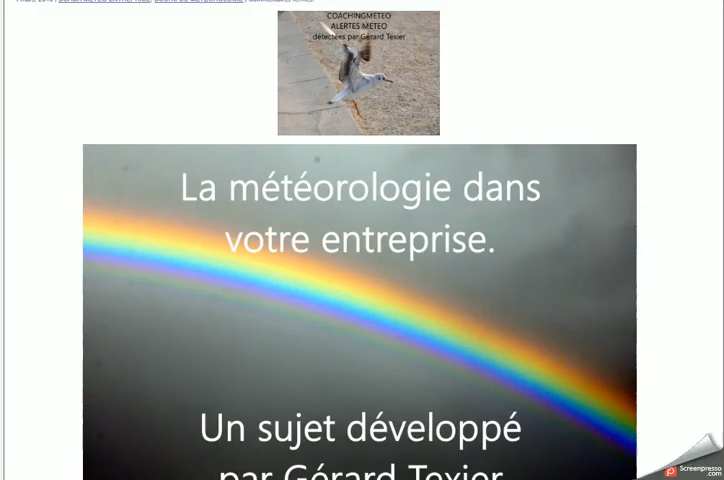 COACHINGMETEO
ALERTES METEO
détectées par Gérard Texier
La météorologie dans
votre entreprise.
Un sujet développé
par Gérard Texier
Screenpresso
.com